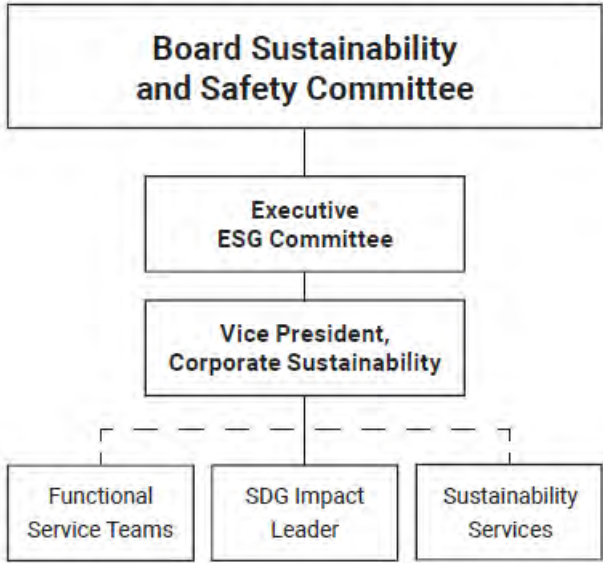 Board Sustainability
and Safety Committee
Executive
ESG Committee
Vice President,
Corporate Sustainability
Functional
Service Teams
SDG Impact
Leader
Sustainability
Services